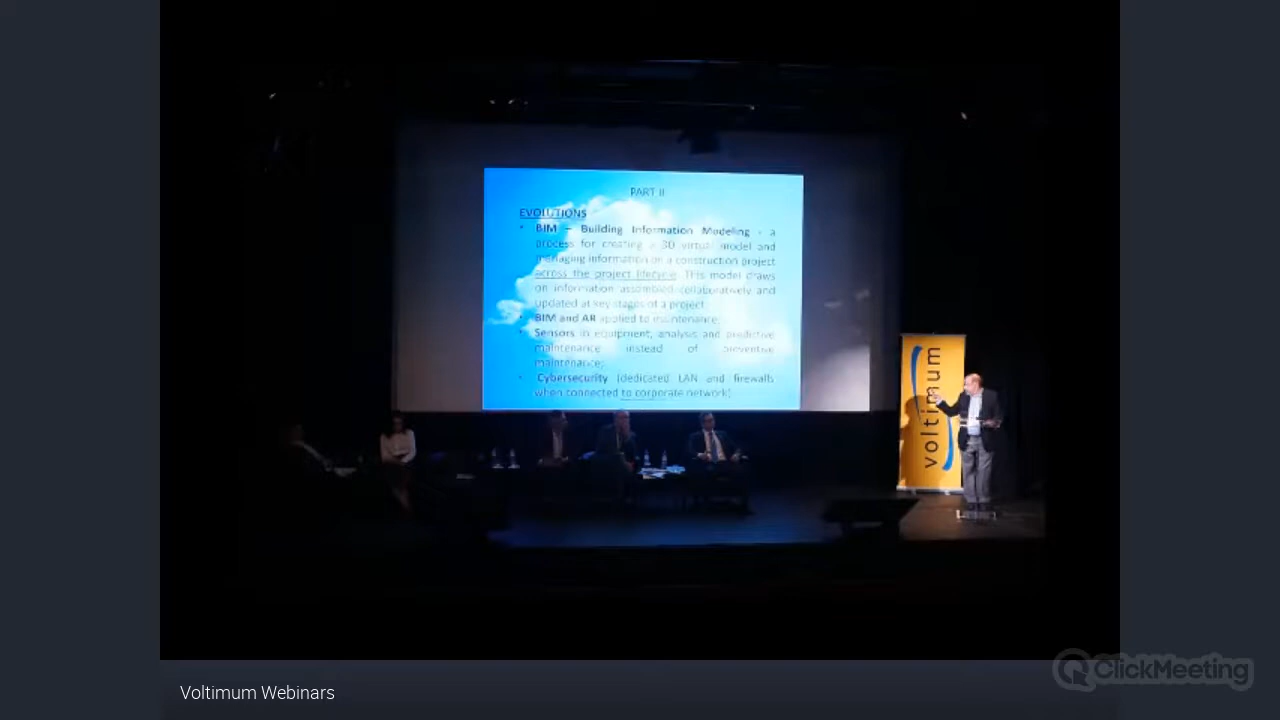 PART II
EVOLUTIONS
• BIM – Building Information Modeling - a
process for creating a 3D virtual model and
managing information on a construction project
across the project lifecycle. This model draws
on information assembled collaboratively and
updated at key stages of a project;
• BIM and AR applied to maintenance;
• Sensors in equipment, analysis and predictive
maintenance instead of preventive
maintenance;
• Cybersecurity (dedicated LAN and firewalls
when connected to corporate network)
voltimum
ClickMeeting
Voltimum Webinars